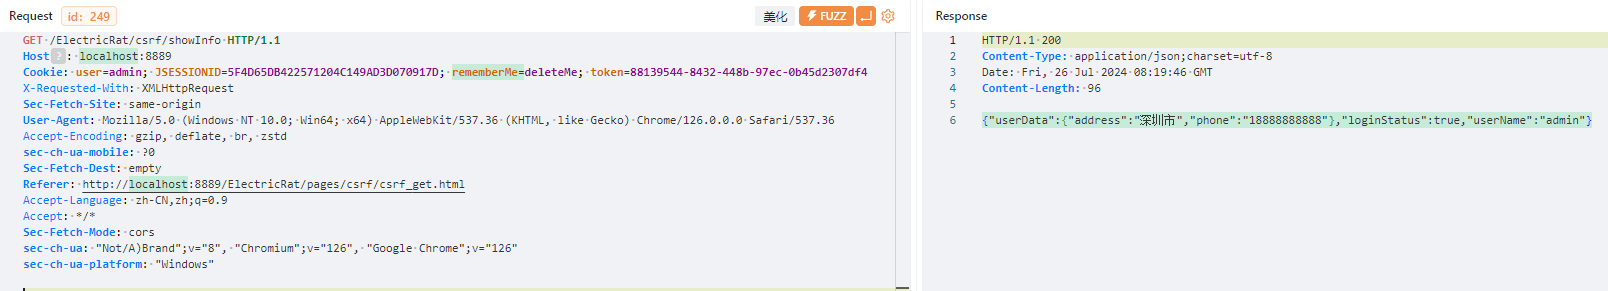 Request id: 249 美化 FUZZ
GET /ElectricRat/csrf/showInfo HTTP/1.1
Host ?: localhost:8889
Cookie: user=admin; JSESSIONID=5F4D65DB422571204C149AD3D070917D; rememberMe=deleteMe; token=88139544-8432-448b-97ec-0b45d2307df4
X-Requested-With: XMLHttpRequest
Sec-Fetch-Site: same-origin
User-Agent: Mozilla/5.0 (Windows NT 10.0; Win64; x64) AppleWebKit/537.36 (KHTML, like Gecko) Chrome/126.0.0.0 Safari/537.36
Accept-Encoding: gzip, deflate, br, zstd
sec-ch-ua-mobile: ?0
Sec-Fetch-Dest: empty
Referer: http://localhost:8889/ElectricRat/pages/csrf/csrf_get.html
Accept-Language: zh-CN,zh;q=0.9
Accept: */*
Sec-Fetch-Mode: cors
sec-ch-ua: "Not/A)Brand";v="8", "Chromium";v="126", "Google Chrome";v="126"
sec-ch-ua-platform: "Windows"
Response
1 HTTP/1.1 200
2 Content-Type: application/json;charset=utf-8
3 Date: Fri, 26 Jul 2024 08:19:46 GMT
4 Content-Length: 96
5
6 {"userData":{"address":"深圳市","phone":"18888888888"},"loginStatus":true,"userName":"admin"}